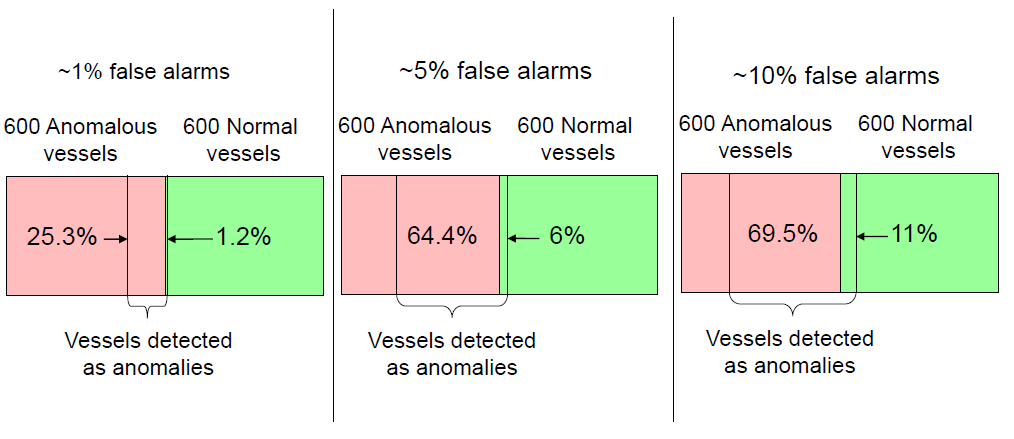 ~1% false alarms
600 Anomalous
vessels
600 Normal
vessels
25.3%
1.2%
Vessels detected
as anomalies
~5% false alarms
600 Anomalous
vessels
600 Normal
vessels
64.4%
6%
Vessels detected
as anomalies
~10% false alarms
600 Anomalous
vessels
600 Normal
vessels
69.5%
11%
Vessels detected
as anomalies